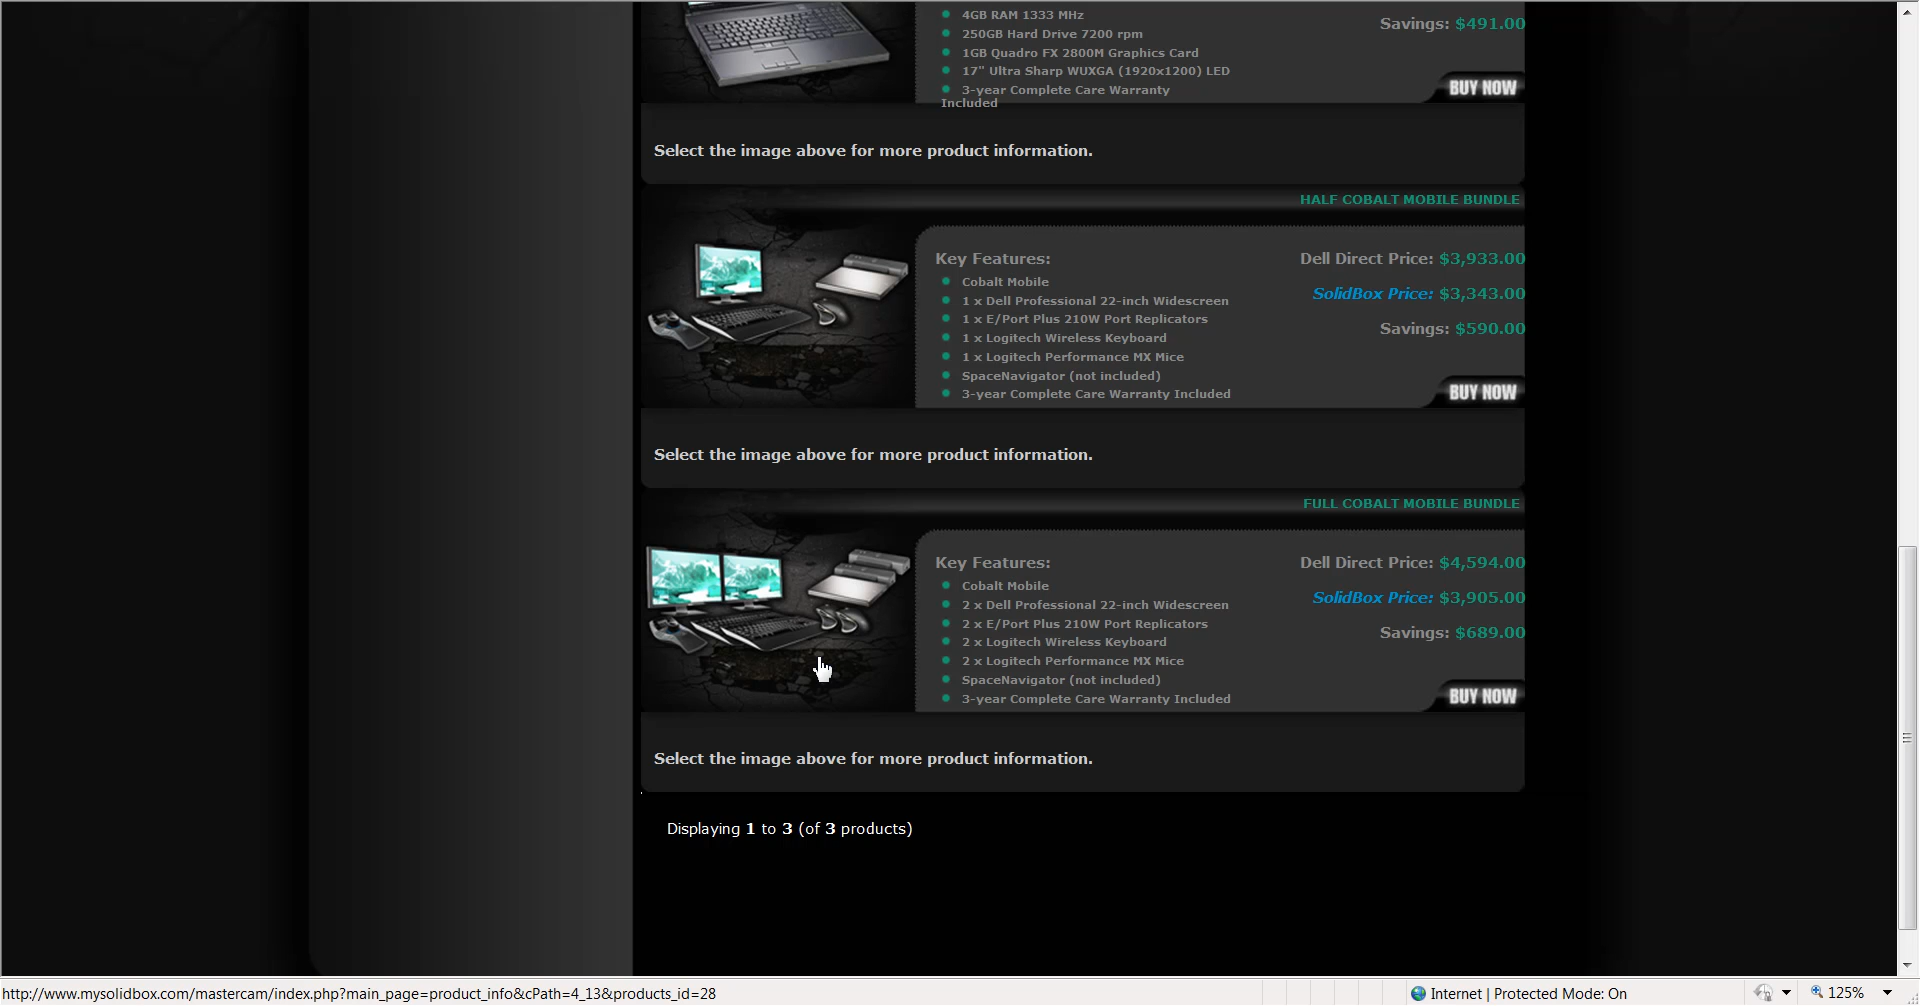 4GB RAM 1333 MHz
250GB Hard Drive 7200 rpm
1GB Quadro FX 2800M Graphics Card
17" Ultra Sharp WUXGA (1920x1200) LED
3-year Complete Care Warranty
Included
Savings: $491.00
BUY NOW
Select the image above for more product information.
HALF COBALT MOBILE BUNDLE
Key Features:
Cobalt Mobile
1 x Dell Professional 22-inch Widescreen
1 x E/Port Plus 210W Port Replicators
1 x Logitech Wireless Keyboard
1 x Logitech Performance MX Mice
SpaceNavigator (not included)
3-year Complete Care Warranty Included
Dell Direct Price: $3,933.00
SolidBox Price: $3,343.00
Savings: $590.00
BUY NOW
Select the image above for more product information.
FULL COBALT MOBILE BUNDLE
Key Features:
Cobalt Mobile
2 x Dell Professional 22-inch Widescreen
2 x E/Port Plus 210W Port Replicators
2 x Logitech Wireless Keyboard
2 x Logitech Performance MX Mice
SpaceNavigator (not included)
3-year Complete Care Warranty Included
Dell Direct Price: $4,594.00
SolidBox Price: $3,905.00
Savings: $689.00
BUY NOW
Select the image above for more product information.
Displaying 1 to 3 (of 3 products)
http://www.mysolidbox.com/mastercam/index.php?main_page=product_info&cPath=4_13&products_id=28
Internet | Protected Mode: On
125%